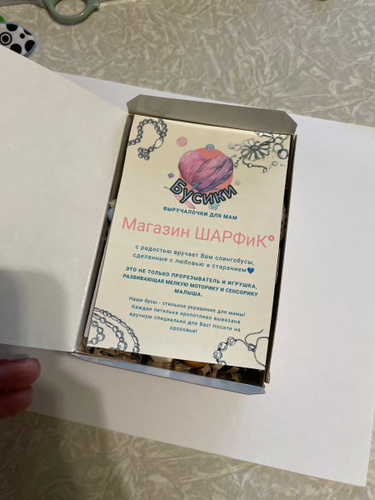 Бусики
ВЫРУЧАЛОЧКИ ДЛЯ МАМ
Магазин ШАРФиК®
с радостью вручает Вам слингобусы,
сделанные с любовью и старанием💙
ЭТО НЕ ТОЛЬКО ПРОРЕЗЫВАТЕЛЬ И ИГРУШКА,
РАЗВИВАЮЩАЯ МЕЛКУЮ МОТОРИКУ И СЕНСОРИКУ
МАЛЫША.
Наши бусы - стильное украшение для мамы!
Каждая петелька кропотливо вывязана
вручную специально для Вас! Носите на
здоровье!